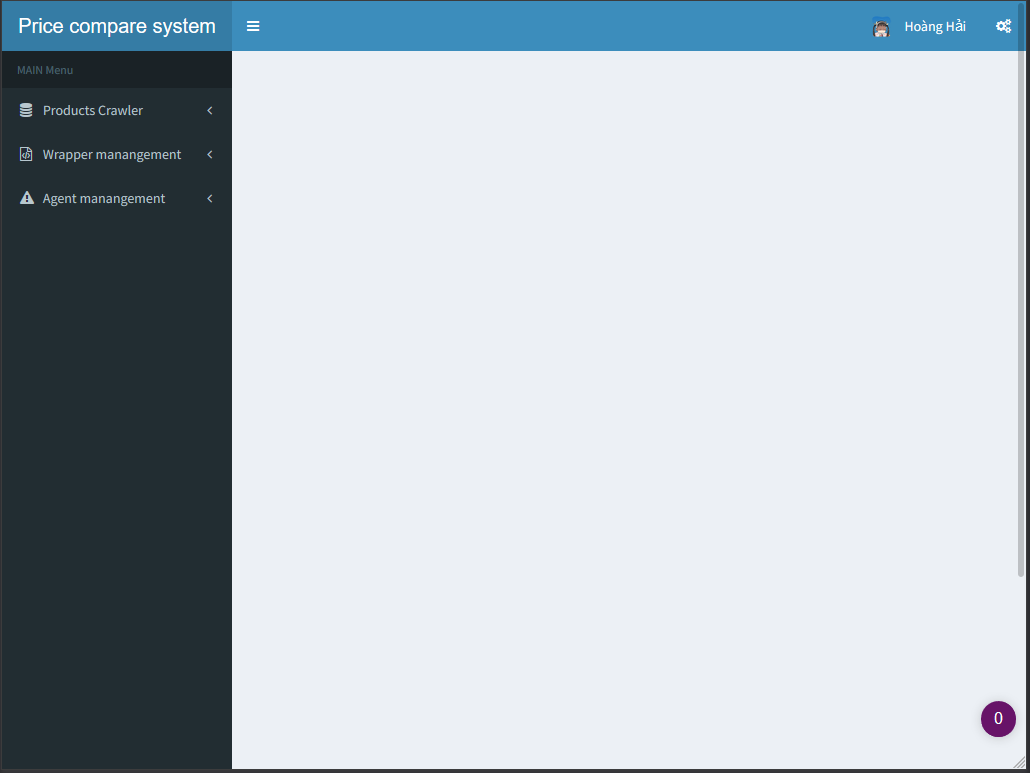 Price compare system
Hoàng Hải
MAIN Menu
Products Crawler
Wrapper manangement
Agent manangement
0